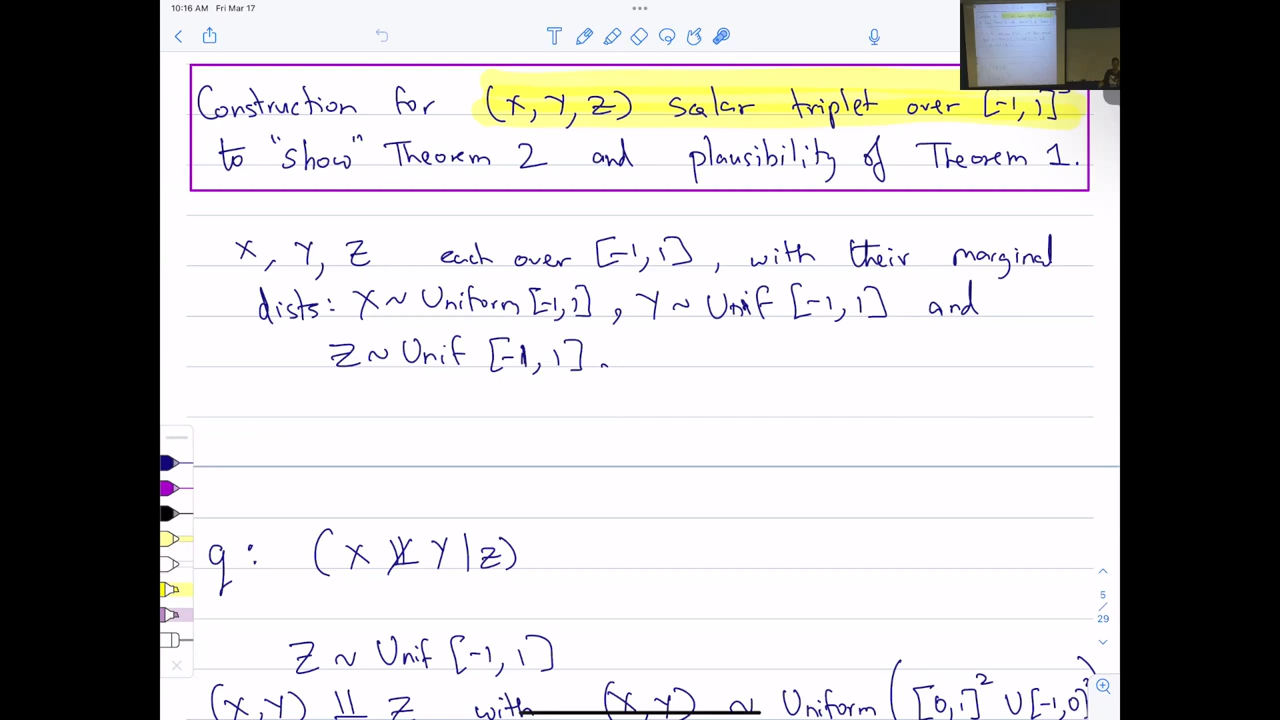 10:16 AM Fri Mar 17
Construction for (X, Y, Z) scalar triplet over [-1, 1]³
to "show" Theorem 2 and plausibility of Theorem 1.
X, Y, Z each over [-1, 1], with their marginal
dists: X ~ Uniform [-1, 1], Y ~ Unif [-1, 1] and
Z ~ Unif [-1, 1].
q: (X ⫫̸ Y | Z)
Z ~ Unif [-1, 1]
(X, Y) ⫫ Z with (X, Y) ~ Uniform ([0, 1]² ∪ [-1, 0]²)
5
/
29